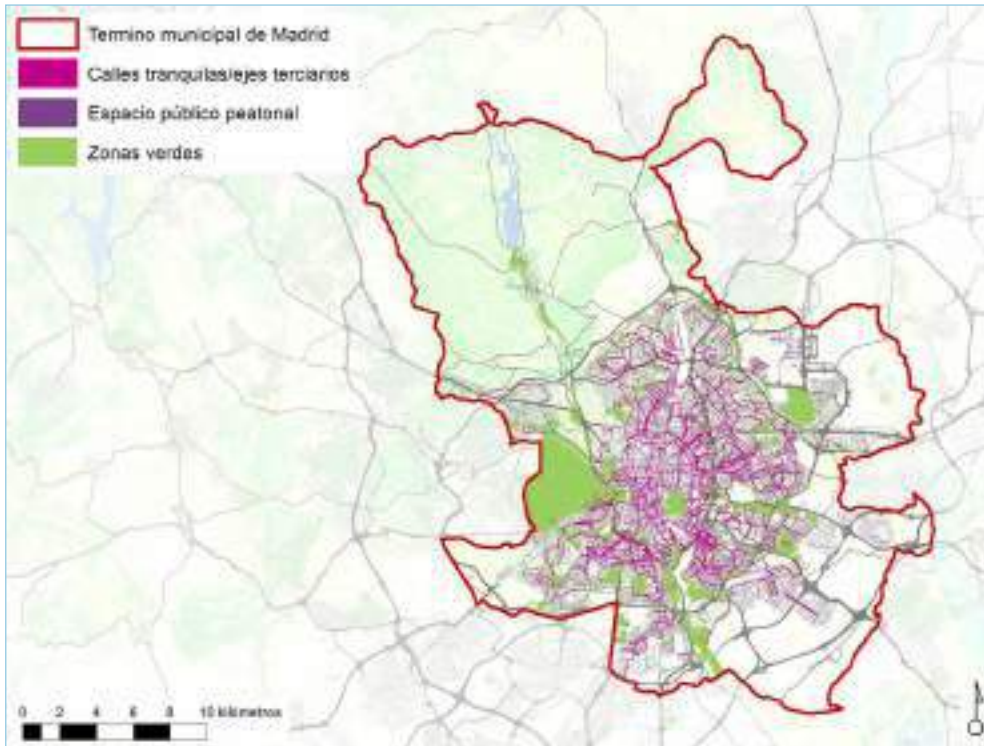 Termino municipal de Madrid
Calles tranquilas/ejes terciarios
Espacio público peatonal
Zonas verdes
0 2 4 6 8 10 kilómetros